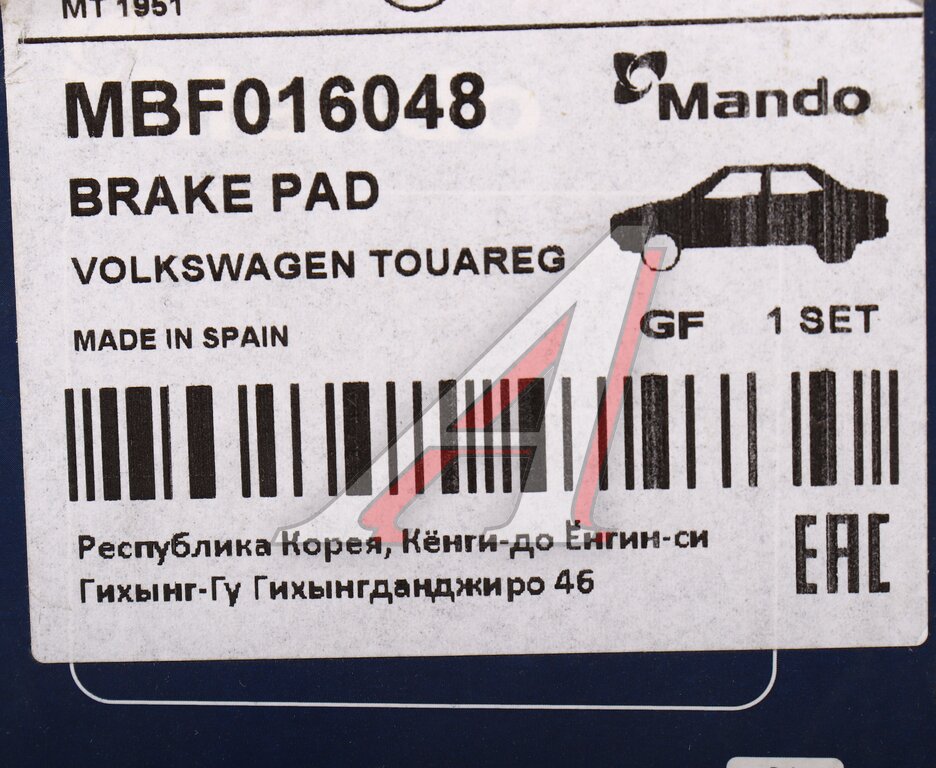 MT 1951
MBF016048
Mando
BRAKE PAD
VOLKSWAGEN TOUAREG
MADE IN SPAIN
GF 1 SET
Республика Корея, Кёнги-до Ёнгин-си
Гихынг-Гу Гихынгданджиро 46
EAC